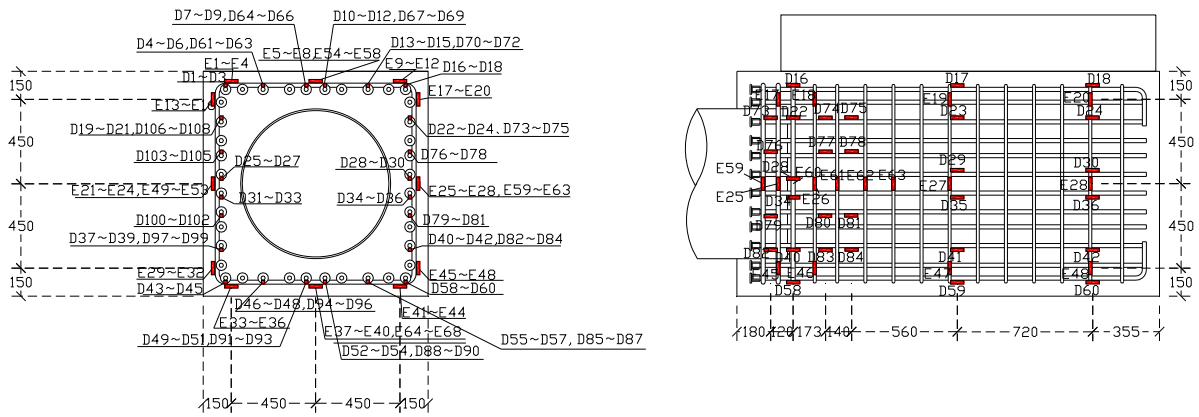 D7~D9,D64~D66
D10~D12,D67~D69
D4~D6,D61~D63
E5~E8,E54~E58
D13~D15,D70~D72
E1~E4
E9~E12
D1~D3
D16~D18
E17~E20
D19~D21,D106~D108
D22~D24、D73~D75
D103~D105
D25~D27
D28~D30
D76~D78
E21~E24,E49~E53
D31~D33
D34~D36
E25~E28,E59~E63
D100~D102
D79~D81
D37~D39,D97~D99
D40~D42,D82~D84
E29~E32
E45~E48
D43~D45
D58~D60
D46~D48,D94~D96
E41~E44
E33~E36
E37~E40,E64~E68
D49~D51,D91~D93
D52~D54,D88~D90
D55~D57, D85~D87
150
450
450
150
150
450
450
150
D16
D17
D18
E17
E18
E19
E20
D73
D22
D74
D75
D23
D24
D76
D77
D78
D28
D29
D30
E59
E60
E61
E62
E63
E25
E26
E27
E28
D34
D35
D36
D79
D80
D81
D82
D40
D83
D84
D41
D42
E45
E46
E47
E48
D58
D59
D60
150
450
450
150
180
120
173
140
560
720
355